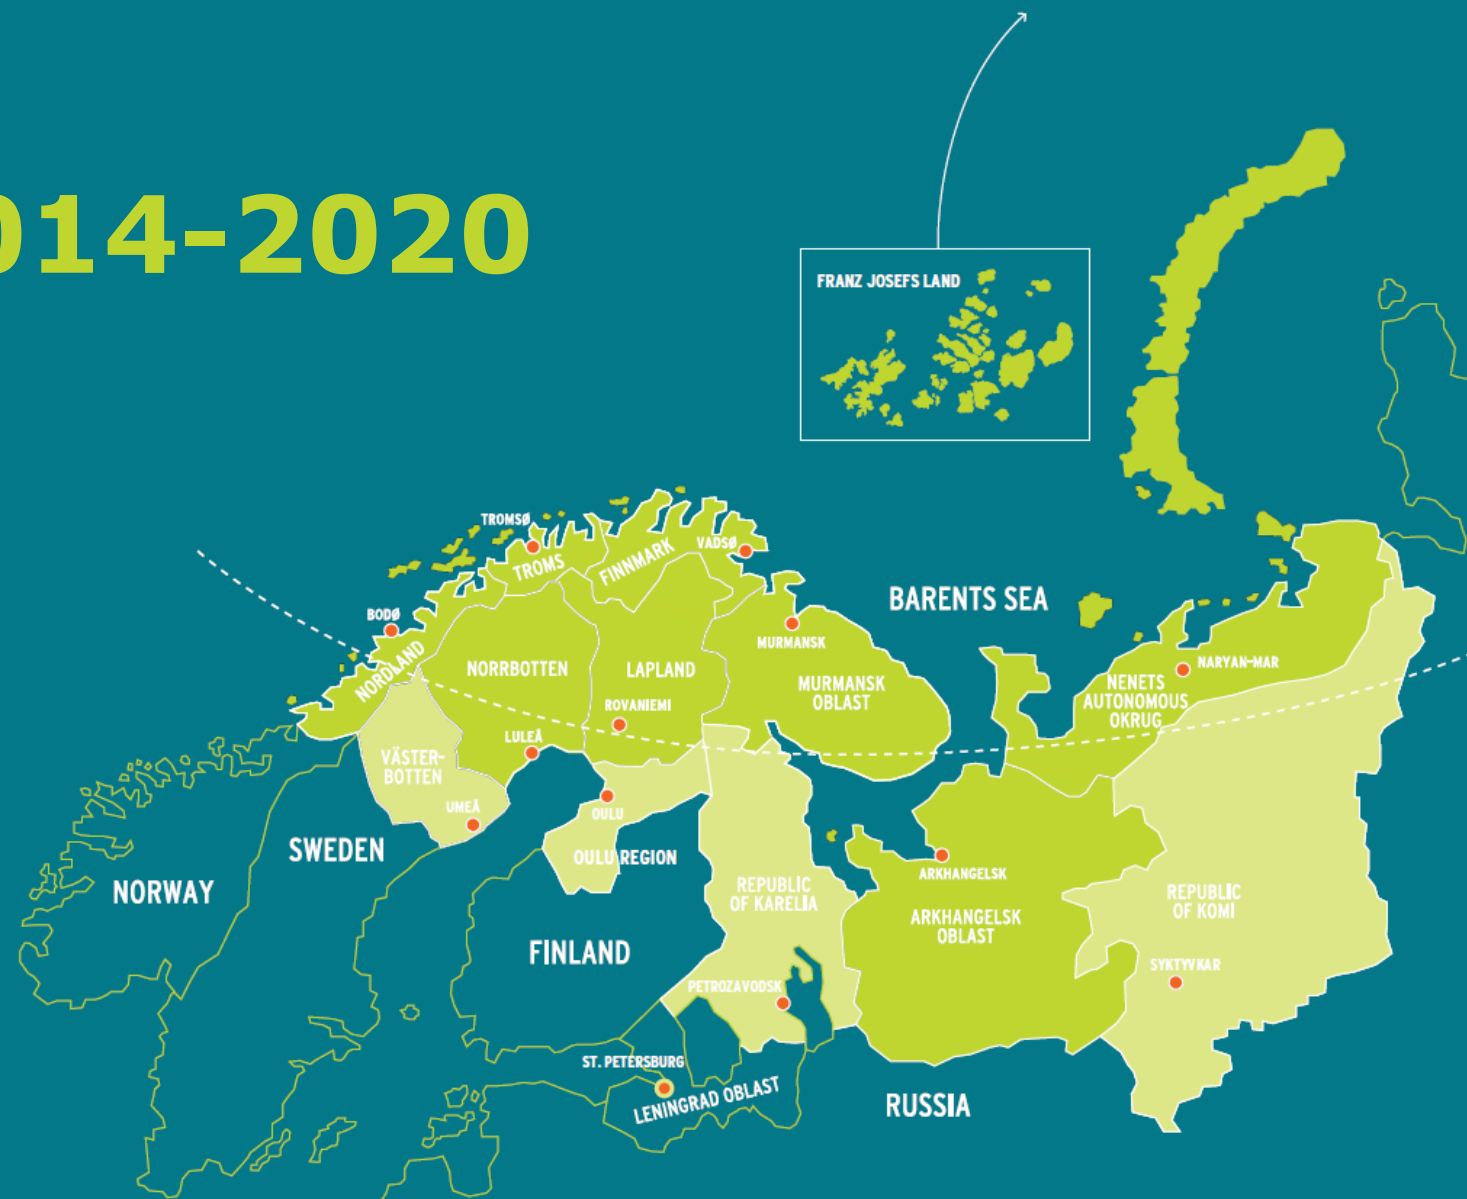 014-2020
FRANZ JOSEFS LAND
TROMSØ
TROMS
FINNMARK
VADSØ
BODØ
NORDLAND
NORRBOTTEN
LAPLAND
ROVANIEMI
LULEÅ
MURMANSK
MURMANSK
OBLAST
BARENTS SEA
NARYAN-MAR
NENETS
AUTONOMOUS
OKRUG
VÄSTER-
BOTTEN
UMEÅ
OULU
OULU REGION
SWEDEN
NORWAY
FINLAND
REPUBLIC
OF KARELIA
ARKHANGELSK
ARKHANGELSK
OBLAST
REPUBLIC
OF KOMI
SYKTYVKAR
PETROZAVODSK
ST. PETERSBURG
LENINGRAD OBLAST
RUSSIA